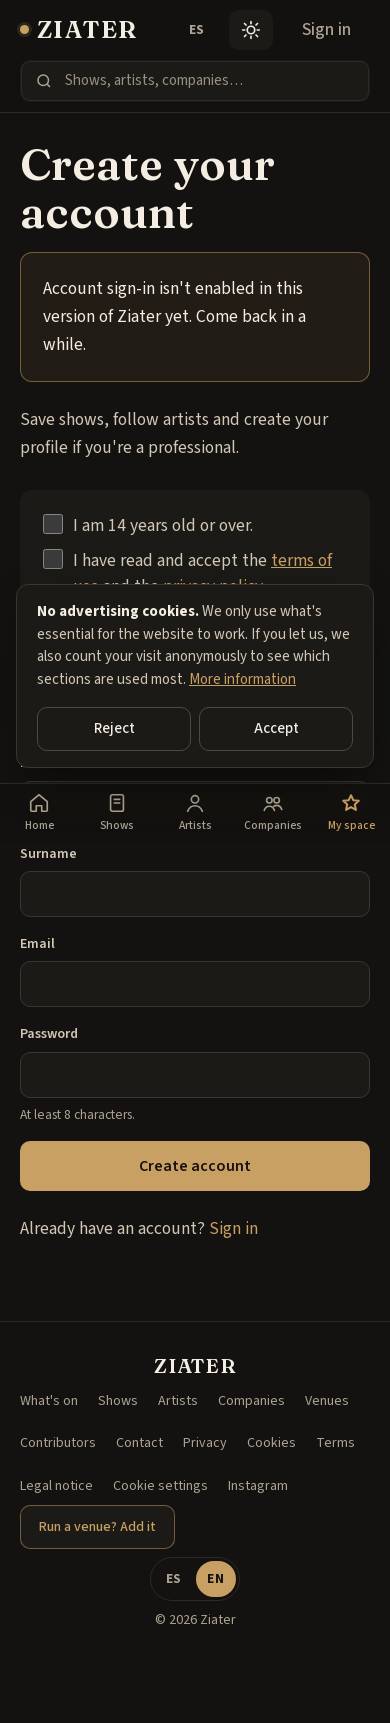 ZIATER
ES
Sign in
Shows, artists, companies…
Create your
account
Account sign-in isn't enabled in this
version of Ziater yet. Come back in a
while.
Save shows, follow artists and create your
profile if you're a professional.
I am 14 years old or over.
I have read and accept the terms of
use and the privacy policy
No advertising cookies. We only use what's
essential for the website to work. If you let us, we
also count your visit anonymously to see which
sections are used most. More information
Reject
Accept
Home
Shows
Artists
Companies
My space
Surname
Email
Password
At least 8 characters.
Create account
Already have an account? Sign in
ZIATER
What's on Shows Artists Companies Venues
Contributors Contact Privacy Cookies Terms
Legal notice Cookie settings Instagram
Run a venue? Add it
ES EN
© 2026 Ziater